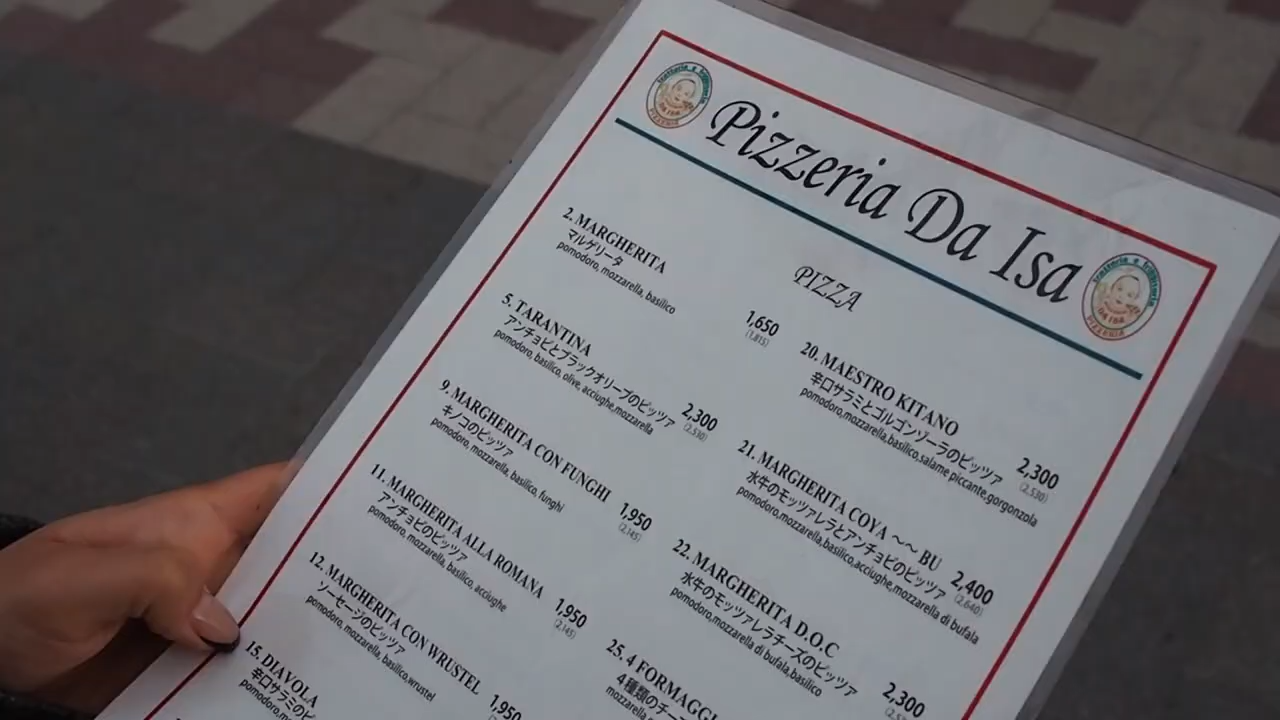 trattoria e friggitoria
DA ISA
PIZZERIA
Pizzeria Da Isa
trattoria e friggitoria
DA ISA
PIZZERIA
PIZZA
2. MARGHERITA
マルゲリータ
pomodoro, mozzarella, basilico
1,650
(1,815)
5. TARANTINA
アンチョビとブラックオリーブのピッツァ
pomodoro, basilico, olive, acciughe,mozzarella
2,300
(2,530)
9. MARGHERITA CON FUNGHI
キノコのピッツァ
pomodoro, mozzarella, basilico, funghi
1,950
(2,145)
11. MARGHERITA ALLA ROMANA
アンチョビのピッツァ
pomodoro, mozzarella, basilico, acciughe
1,950
(2,145)
12. MARGHERITA CON WRUSTEL
ソーセージのピッツァ
pomodoro, mozzarella, basilico,wrustel
1,950
15. DIAVOLA
辛口サラミのピ
20. MAESTRO KITANO
辛口サラミとゴルゴンゾーラのピッツァ
pomodoro,mozzarella,basilico,salame piccante,gorgonzola
2,300
(2,530)
21. MARGHERITA COYA ～～ BU
水牛のモッツァレラとアンチョビのピッツァ
pomodoro,mozzarella,basilico,acciughe,mozzarella di bufala
2,400
(2,640)
22. MARGHERITA D.O.C
水牛のモッツァレラチーズのピッツァ
pomodoro,mozzarella di bufala,basilico
2,300
25. 4 FORMAGGI
4種類のチーズ